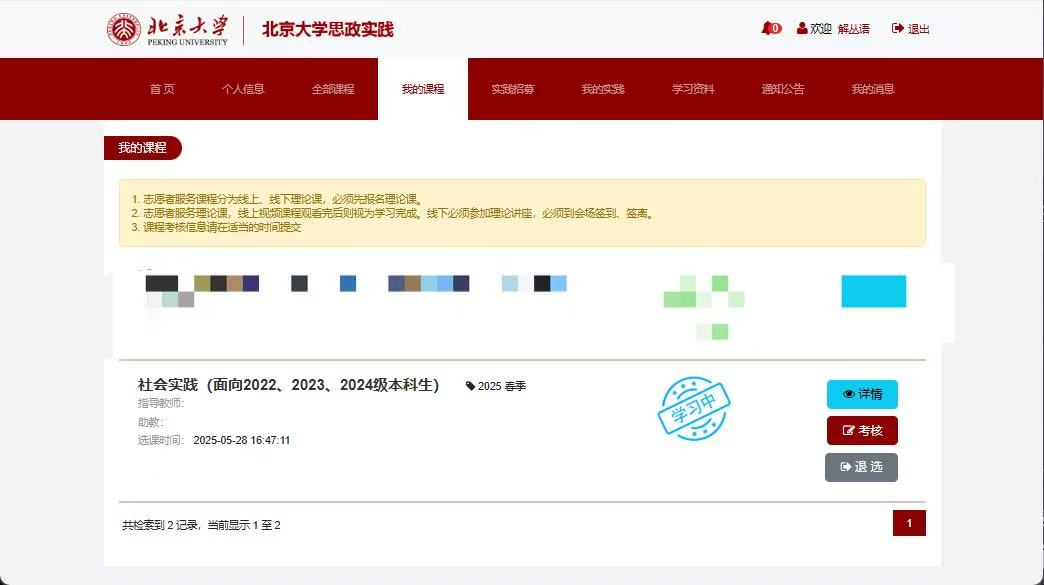 北京大学
PEKING UNIVERSITY
北京大学思政实践
0
欢迎 解丛语
退出
首页
个人信息
全部课程
我的课程
实践招募
我的实践
学习资料
通知公告
我的消息
我的课程
1. 志愿者服务课程分为线上、线下理论课，必须先报名理论课。
2. 志愿者服务理论课，线上视频课程观看完后则视为学习完成。线下必须参加理论讲座，必须到会场签到、签离。
3. 课程考核信息请在适当的时间提交
社会实践（面向2022、2023、2024级本科生）
2025 春季
指导教师:
助教:
选课时间: 2025-05-28 16:47:11
学习中
详情
考核
退 选
共检索到 2 记录，当前显示 1 至 2
1